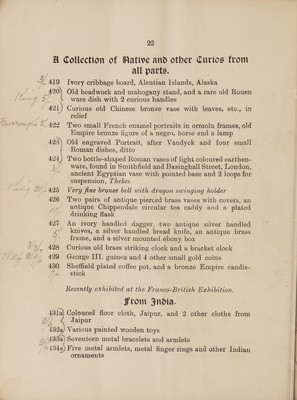 22
A Collection of Native and other Curios from
all parts.
419 Ivory cribbage board, Aleutian Islands, Alaska
420 Old beadwork and mahogany stand, and a rare old Rouen
ware dish with 2 curious handles
421 Curious old Chinese bronze vase with leaves, etc., in
relief
422 Two small French enamel portraits in ormolu frames, old
Empire bronze figure of a negro, horse and a lamp
423 Old engraved Portrait, after Vandyck and four small
Roman dishes, ditto
424 Two bottle-shaped Roman vases of light coloured earthen-
ware, found in Smithfield and Basinghall Street, London,
ancient Egyptian vase with pointed base and 2 loops for
suspension, Thebes
425 Very fine bronze bell with dragon swinging holder
426 Two pairs of antique pierced brass vases with covers, an
antique Chippendale circular tea caddy and a plated
drinking flask
427 An ivory handled dagger, two antique silver handled
knives, a silver handled bread knife, an antique brass
frame, and a silver mounted ebony box
428 Curious old brass striking clock and a bracket clock
429 George III. guinea and 4 other small gold coins
430 Sheffield plated coffee pot, and a bronze Empire candle-
stick
Recently exhibited at the Franco-British Exhibition.
From India.
431a Coloured floor cloth, Jaipur, and 2 other cloths from
Jaipur
432a Various painted wooden toys
433a Seventeen metal bracelets and armlets
434a Five metal armlets, metal finger rings and other Indian
ornaments